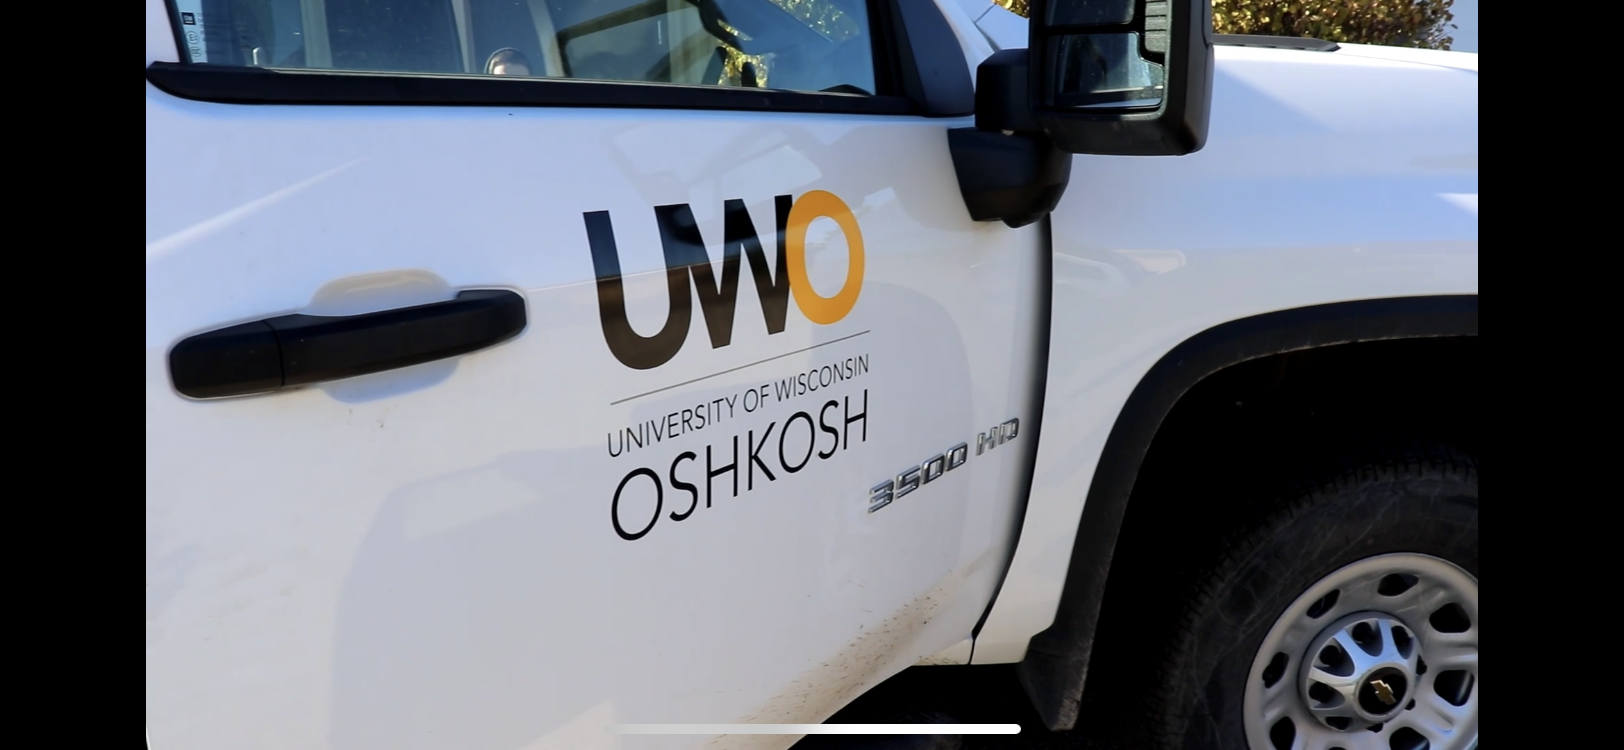 UWO
UNIVERSITY OF WISCONSIN
OSHKOSH
3500 HD